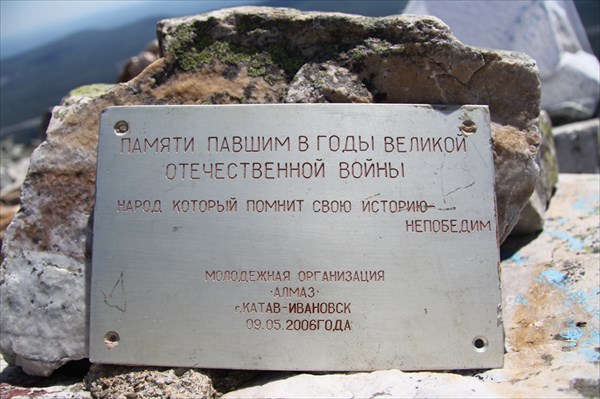 ПАМЯТИ ПАВШИМ В ГОДЫ ВЕЛИКОЙ
ОТЕЧЕСТВЕННОЙ ВОЙНЫ
НАРОД КОТОРЫЙ ПОМНИТ СВОЮ ИСТОРИЮ-
НЕПОБЕДИМ
МОЛОДЕЖНАЯ ОРГАНИЗАЦИЯ
·АЛМАЗ·
г.КАТАВ-ИВАНОВСК
09.05.2006ГОДА